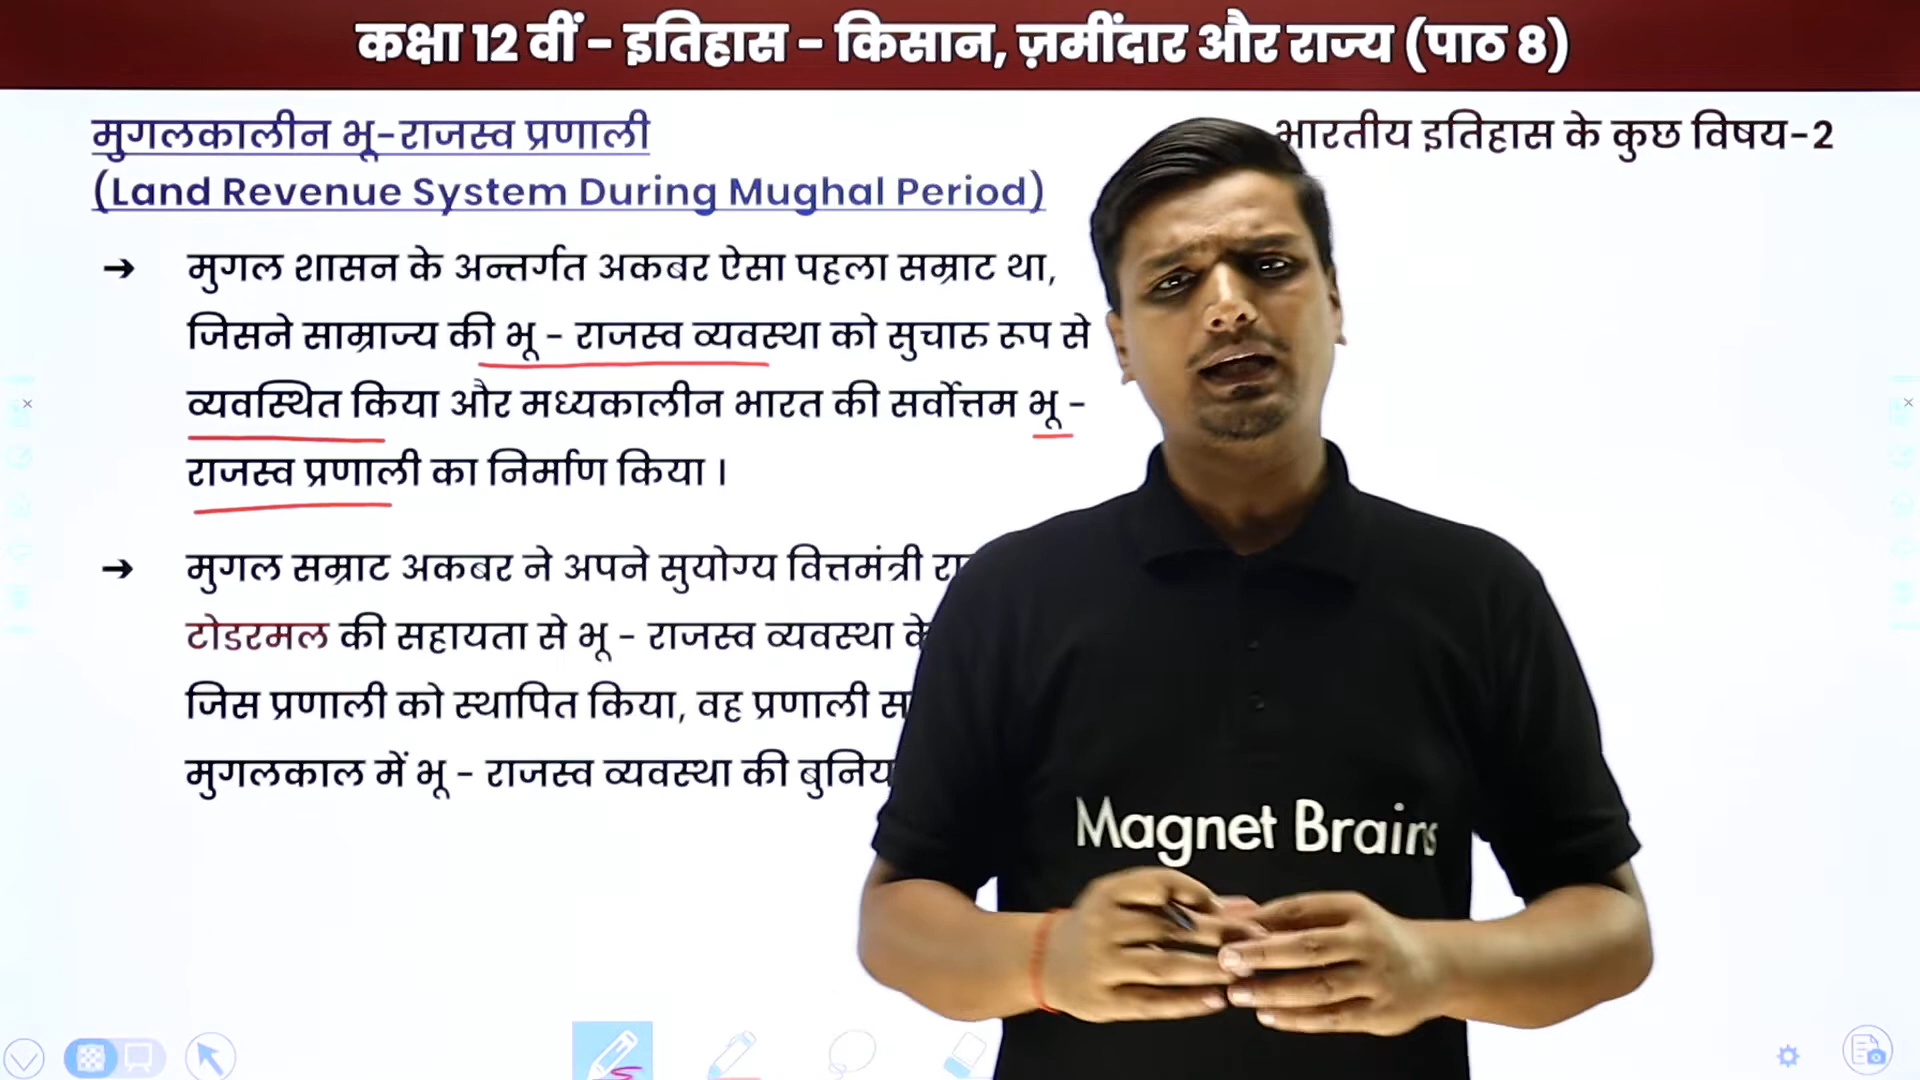 कक्षा 12 वीं - इतिहास - किसान, ज़मींदार और राज्य (पाठ 8)
मुगलकालीन भू-राजस्व प्रणाली
भारतीय इतिहास के कुछ विषय-2
(Land Revenue System During Mughal Period)
➔ मुगल शासन के अन्तर्गत अकबर ऐसा पहला सम्राट था,
जिसने साम्राज्य की भू - राजस्व व्यवस्था को सुचारु रूप से
व्यवस्थित किया और मध्यकालीन भारत की सर्वोत्तम भू -
राजस्व प्रणाली का निर्माण किया ।
➔ मुगल सम्राट अकबर ने अपने सुयोग्य वित्तमंत्री
टोडरमल की सहायता से भू - राजस्व व्यवस्था
जिस प्रणाली को स्थापित किया, वह प्रणाली
मुगलकाल में भू - राजस्व व्यवस्था की
Magnet Brains